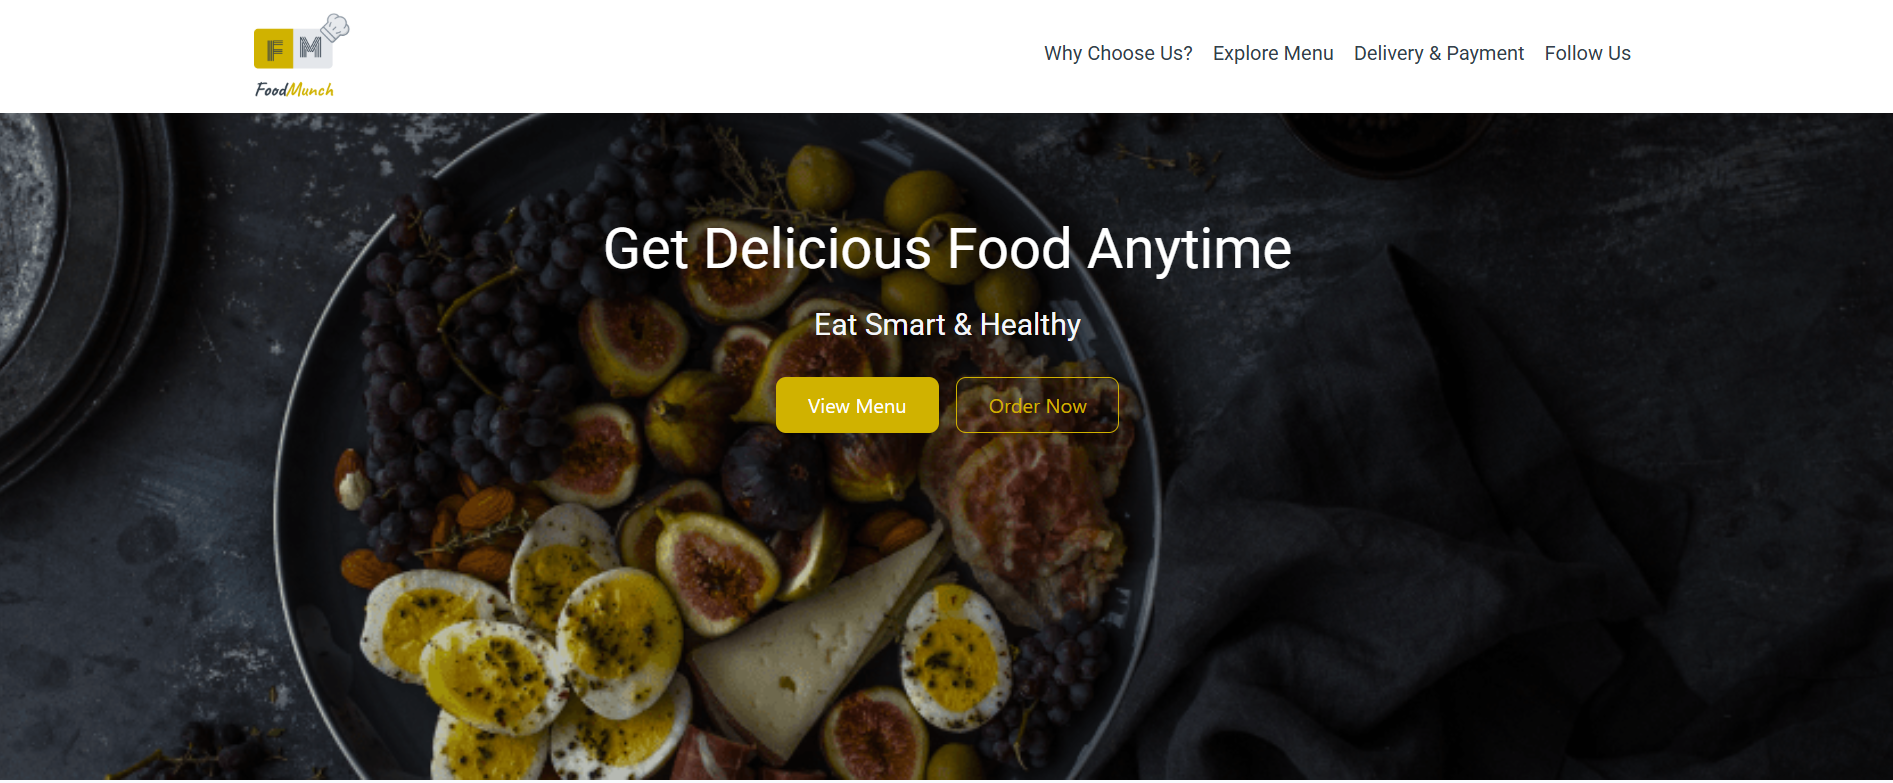 FM
FoodMunch
Why Choose Us? Explore Menu Delivery & Payment Follow Us
Get Delicious Food Anytime
Eat Smart & Healthy
View Menu Order Now